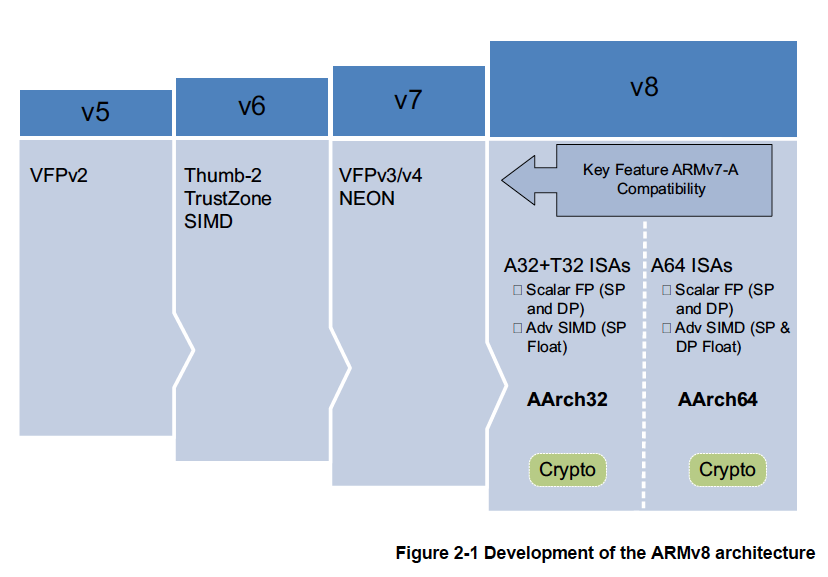 v5
v6
v7
v8
VFPv2
Thumb-2
TrustZone
SIMD
VFPv3/v4
NEON
Key Feature ARMv7-A
Compatibility
A32+T32 ISAs
Scalar FP (SP
and DP)
Adv SIMD (SP
Float)
AArch32
Crypto
A64 ISAs
Scalar FP (SP
and DP)
Adv SIMD (SP &
DP Float)
AArch64
Crypto
Figure 2-1 Development of the ARMv8 architecture